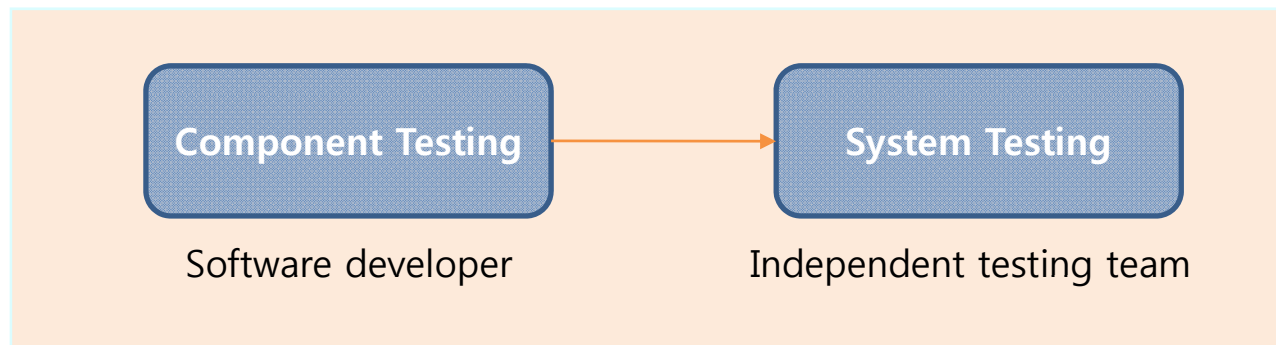 Component Testing
System Testing
Software developer
Independent testing team